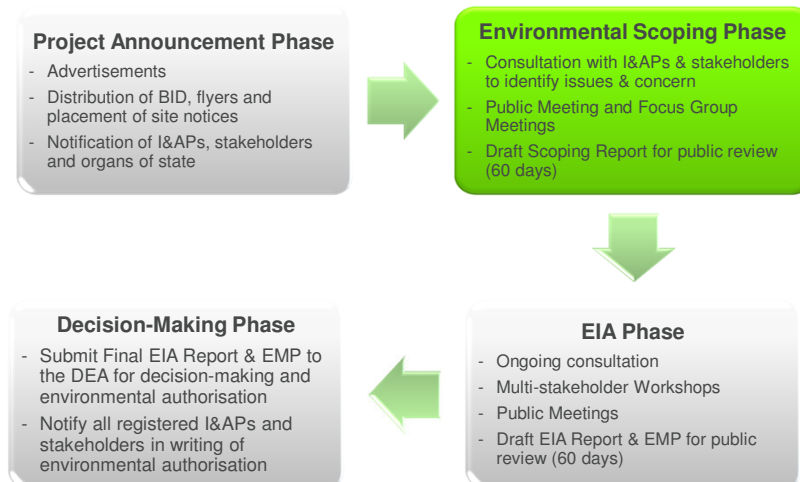 Project Announcement Phase
- Advertisements
- Distribution of BID, flyers and
placement of site notices
- Notification of I&APs, stakeholders
and organs of state
Environmental Scoping Phase
- Consultation with I&APs & stakeholders
to identify issues & concern
- Public Meeting and Focus Group
Meetings
- Draft Scoping Report for public review
(60 days)
EIA Phase
- Ongoing consultation
- Multi-stakeholder Workshops
- Public Meetings
- Draft EIA Report & EMP for public
review (60 days)
Decision-Making Phase
- Submit Final EIA Report & EMP to
the DEA for decision-making and
environmental authorisation
- Notify all registered I&APs and
stakeholders in writing of
environmental authorisation